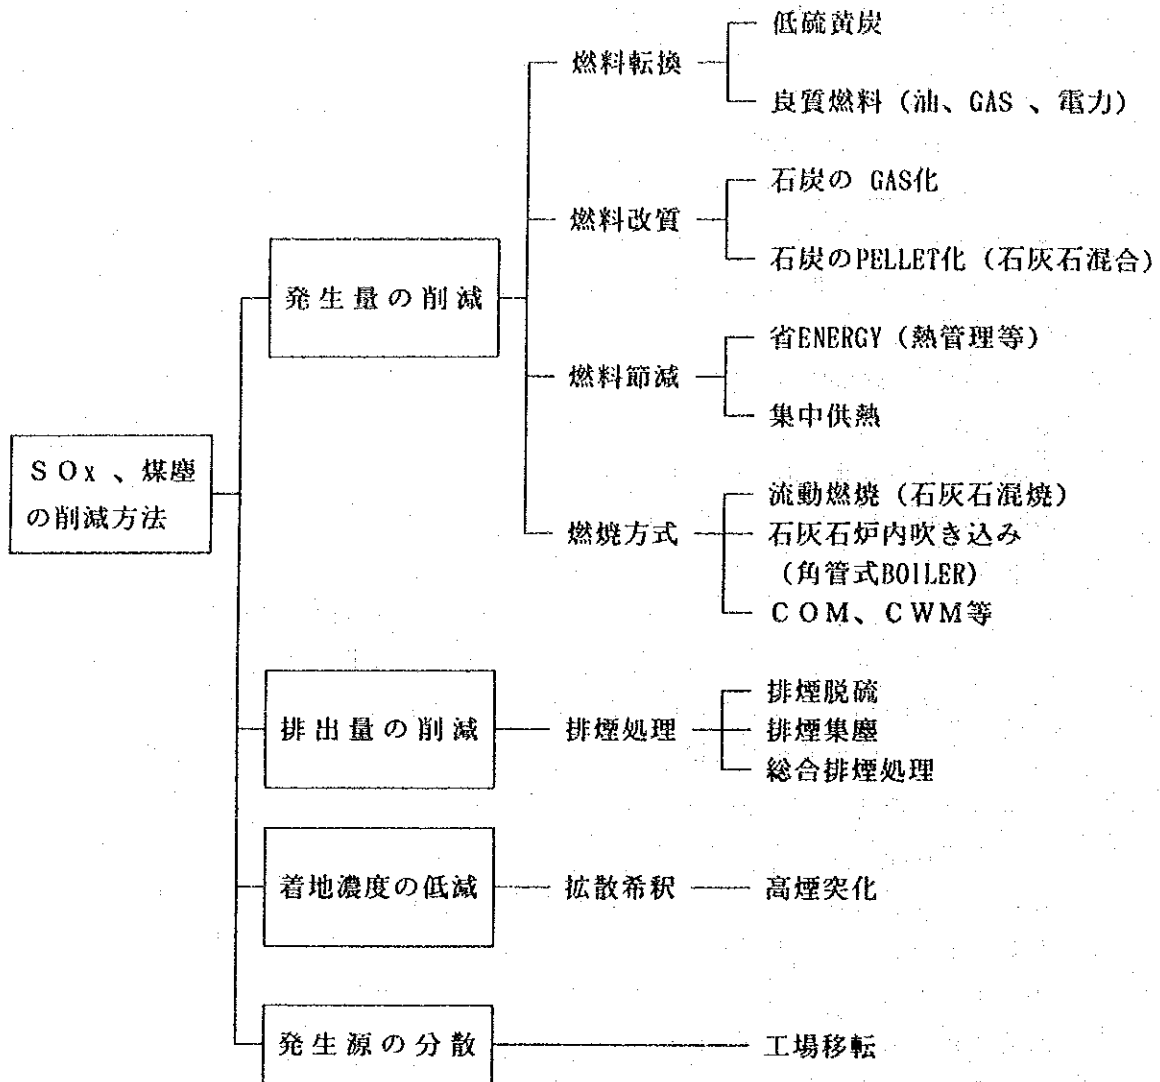 低硫黄炭
燃料転換
良質燃料（油、GAS 、電力）
石炭の GAS化
燃料改質
石炭のPELLET化（石灰石混合）
発生量の削減
省ENERGY（熱管理等）
燃料節減
集中供熱
ＳＯx 、煤塵
の削減方法
流動燃焼（石灰石混焼）
燃焼方式
石灰石炉内吹き込み
（角管式BOILER）
ＣＯＭ、ＣＷＭ等
排煙脱硫
排出量の削減
排煙処理
排煙集塵
総合排煙処理
着地濃度の低減
拡散希釈
高煙突化
発生源の分散
工場移転